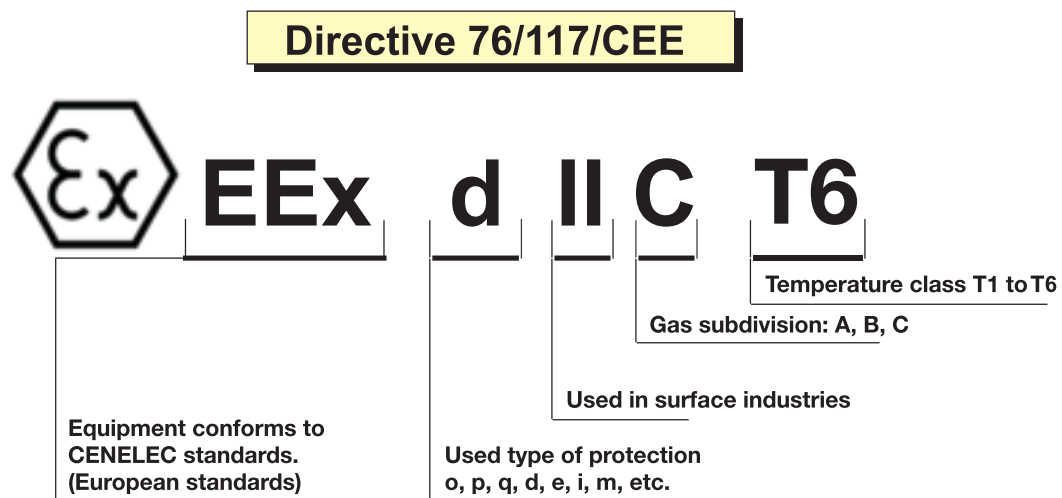 Directive 76/117/CEE
Ex EEx d II C T6
Temperature class T1 to T6
Gas subdivision: A, B, C
Used in surface industries
Equipment conforms to
CENELEC standards.
(European standards)
Used type of protection
o, p, q, d, e, i, m, etc.